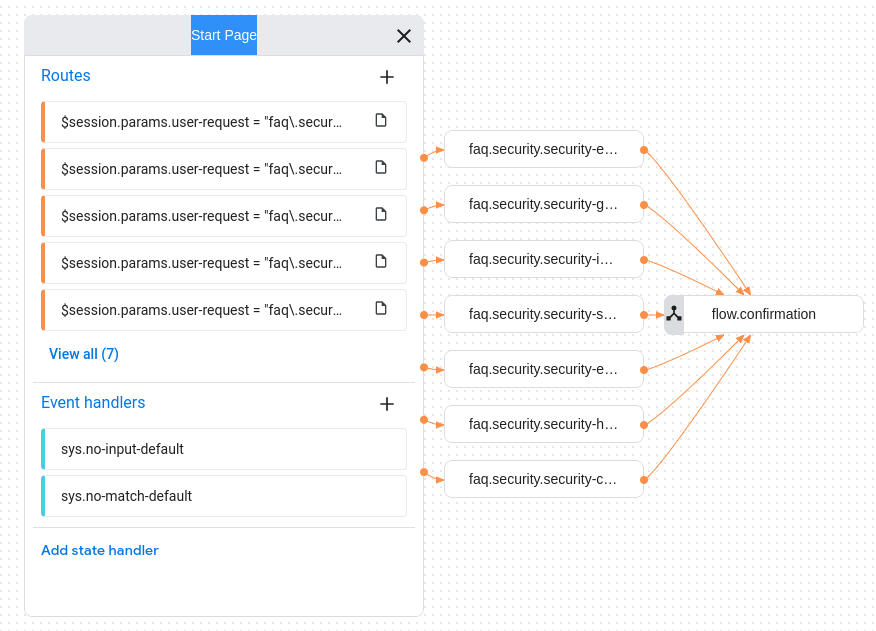 Start Page
Routes
$session.params.user-request = "faq\.secur...
$session.params.user-request = "faq\.secur...
$session.params.user-request = "faq\.secur...
$session.params.user-request = "faq\.secur...
$session.params.user-request = "faq\.secur...
View all (7)
Event handlers
sys.no-input-default
sys.no-match-default
Add state handler
faq.security.security-e...
faq.security.security-g...
faq.security.security-i...
faq.security.security-s...
faq.security.security-e...
faq.security.security-h...
faq.security.security-c...
flow.confirmation